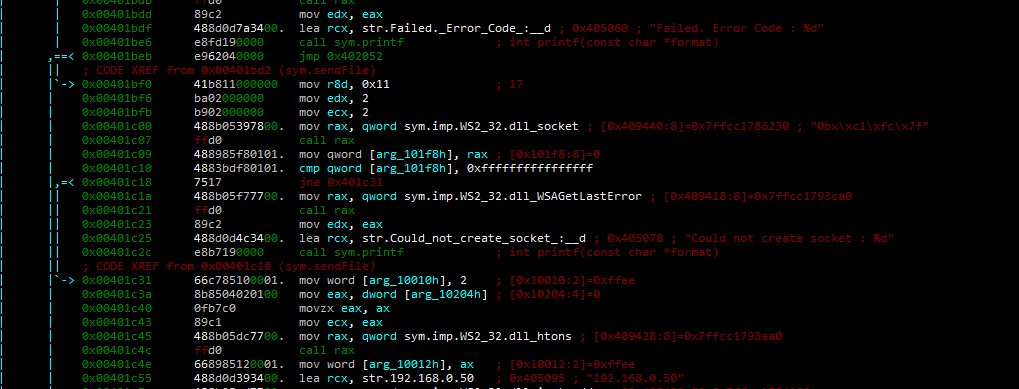 0x00401bdb ffd0 call rax
0x00401bdd 89c2 mov edx, eax
0x00401bdf 488d0d7a3400. lea rcx, str.Failed._Error_Code_:__d ; 0x405060 ; "Failed. Error Code : %d"
0x00401be6 e8fd190000 call sym.printf ; int printf(const char *format)
,==< 0x00401beb e962040000 jmp 0x402052
|| ; CODE XREF from 0x00401bd2 (sym.sendFile)
|`-> 0x00401bf0 41b811000000 mov r8d, 0x11 ; 17
| 0x00401bf6 ba02000000 mov edx, 2
| 0x00401bfb b902000000 mov ecx, 2
| 0x00401c00 488b05397800. mov rax, qword sym.imp.WS2_32.dll_socket ; [0x409440:8]=0x7ffcc1786230 ; "0bx\xc1\xfc\x7f"
| 0x00401c07 ffd0 call rax
| 0x00401c09 488985f80101. mov qword [arg_101f8h], rax ; [0x101f8:8]=0
| 0x00401c10 4883bdf80101. cmp qword [arg_101f8h], 0xffffffffffffffff
|,=< 0x00401c18 7517 jne 0x401c31
|| 0x00401c1a 488b05f77700. mov rax, qword sym.imp.WS2_32.dll_WSAGetLastError ; [0x409418:8]=0x7ffcc1793ca0
|| 0x00401c21 ffd0 call rax
|| 0x00401c23 89c2 mov edx, eax
|| 0x00401c25 488d0d4c3400. lea rcx, str.Could_not_create_socket_:__d ; 0x405078 ; "Could not create socket : %d"
|| 0x00401c2c e8b7190000 call sym.printf ; int printf(const char *format)
|| ; CODE XREF from 0x00401c18 (sym.sendFile)
|`-> 0x00401c31 66c785100001. mov word [arg_10010h], 2 ; [0x10010:2]=0xffee
| 0x00401c3a 8b8504020100 mov eax, dword [arg_10204h] ; [0x10204:4]=0
| 0x00401c40 0fb7c0 movzx eax, ax
| 0x00401c43 89c1 mov ecx, eax
| 0x00401c45 488b05dc7700. mov rax, qword sym.imp.WS2_32.dll_htons ; [0x409428:8]=0x7ffcc1793aa0
| 0x00401c4c ffd0 call rax
| 0x00401c4e 668985120001. mov word [arg_10012h], ax ; [0x10012:2]=0xffee
| 0x00401c55 488d0d393400. lea rcx, str.192.168.0.50 ; 0x405095 ; "192.168.0.50"